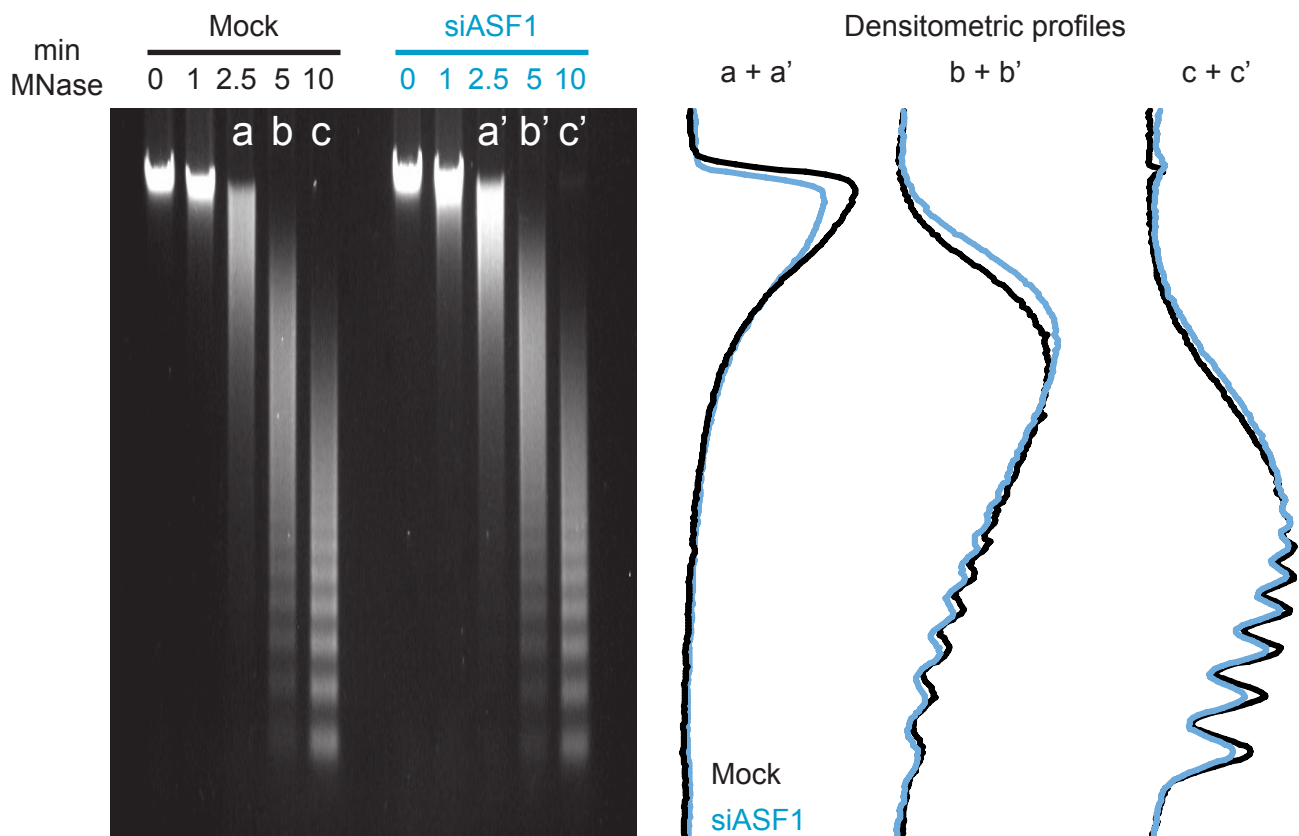 Mock siASF1 Densitometric profiles
min
MNase 0 1 2.5 5 10 0 1 2.5 5 10 a + a’ b + b’ c + c’
a b c a’ b’ c’
Mock
siASF1